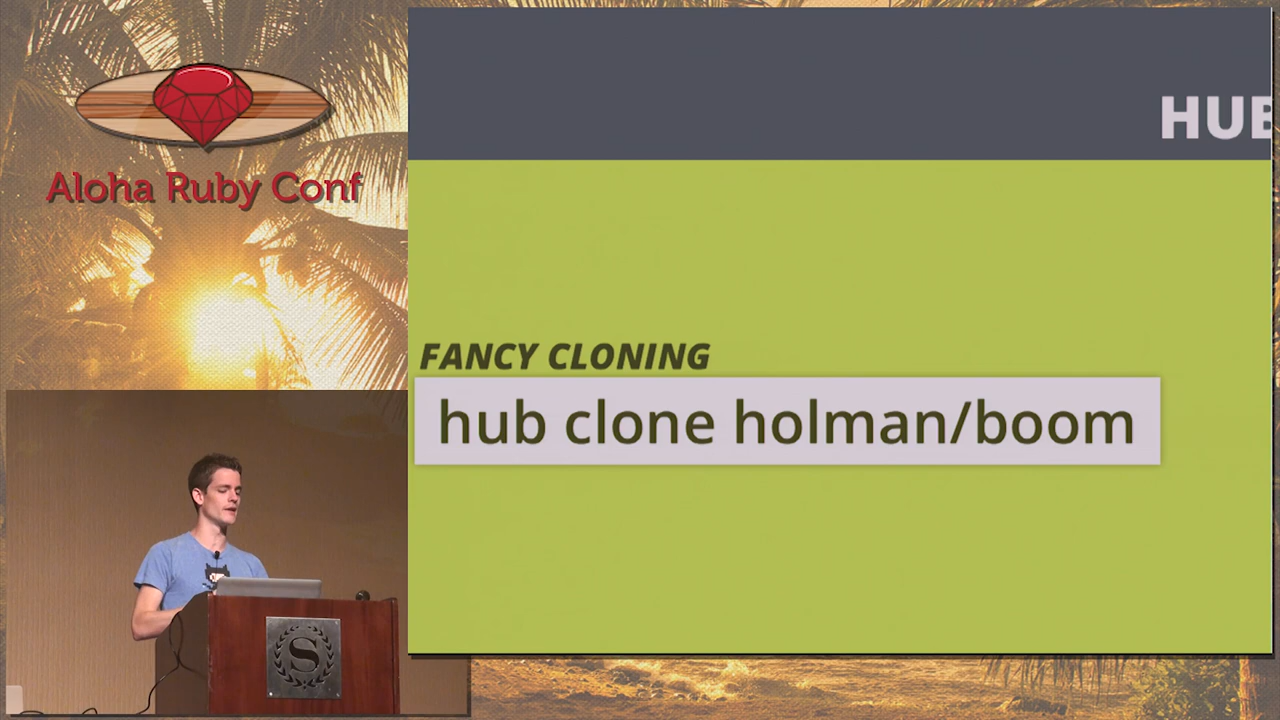 Aloha Ruby Conf
HUB
FANCY CLONING
hub clone holman/boom
S